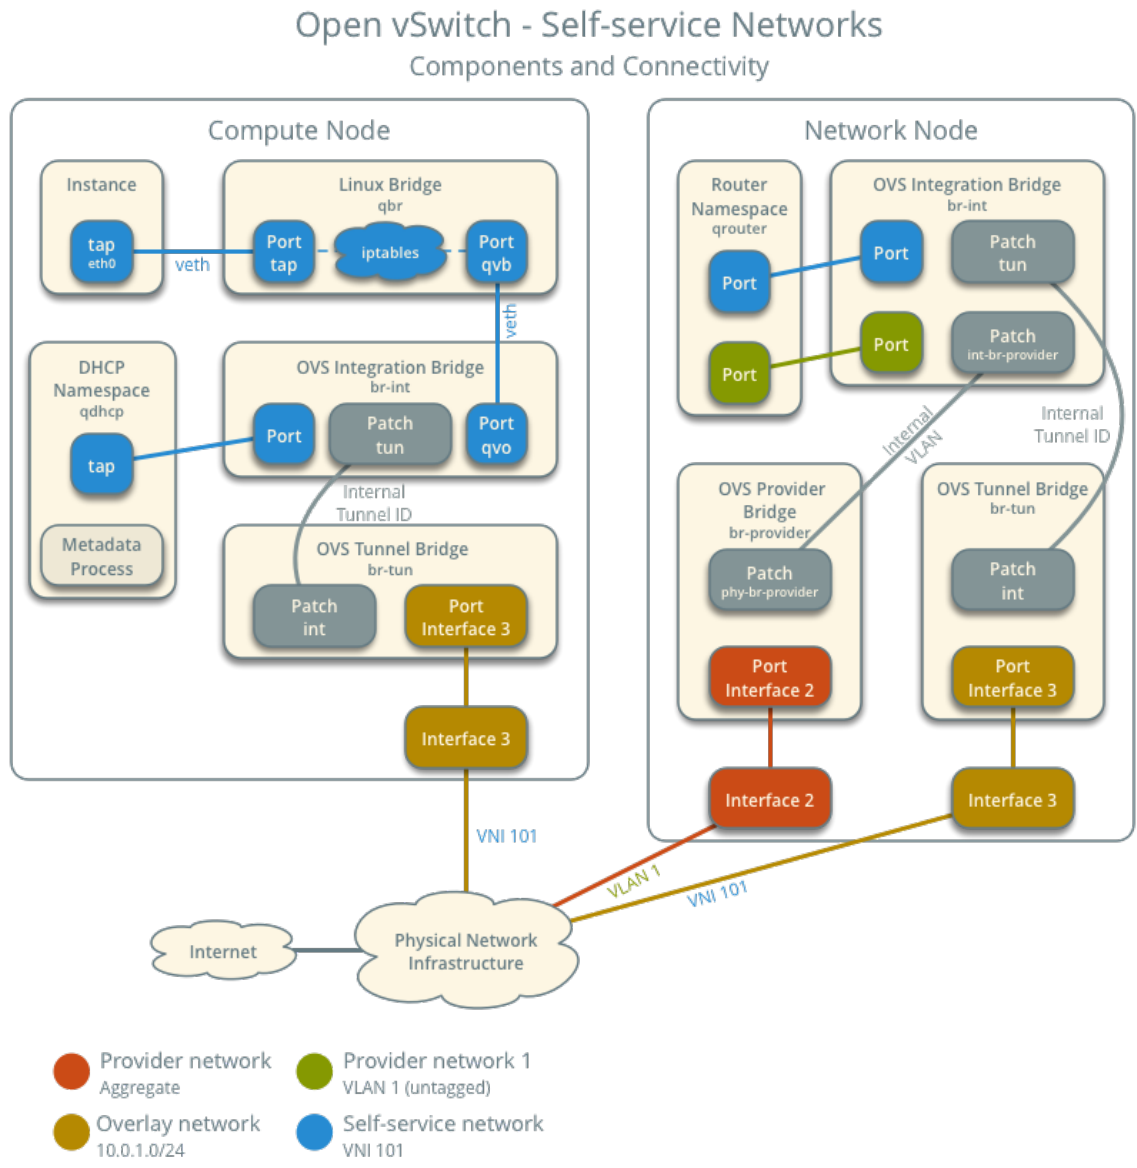 Open vSwitch - Self-service Networks
Components and Connectivity
Compute Node
Instance
tap
eth0
veth
Linux Bridge
qbr
Port
tap
iptables
Port
qvb
veth
DHCP
Namespace
qdhcp
tap
Metadata
Process
OVS Integration Bridge
br-int
Port
Patch
tun
Port
qvo
Internal
Tunnel ID
OVS Tunnel Bridge
br-tun
Patch
int
Port
Interface 3
Interface 3
VNI 101
Network Node
Router
Namespace
qrouter
Port
Port
OVS Integration Bridge
br-int
Port
Patch
tun
Port
Patch
int-br-provider
Internal
VLAN
Internal
Tunnel ID
OVS Provider
Bridge
br-provider
Patch
phy-br-provider
Port
Interface 2
OVS Tunnel Bridge
br-tun
Patch
int
Port
Interface 3
Interface 2
Interface 3
VLAN 1
VNI 101
Internet
Physical Network
Infrastructure
Provider network
Aggregate
Provider network 1
VLAN 1 (untagged)
Overlay network
10.0.1.0/24
Self-service network
VNI 101